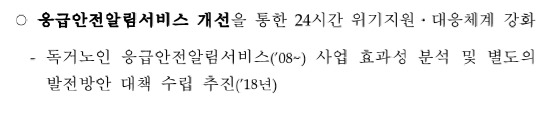 ○ 응급안전알림서비스 개선을 통한 24시간 위기지원·대응체계 강화
- 독거노인 응급안전알림서비스('08~) 사업 효과성 분석 및 별도의
발전방안 대책 수립 추진('18년)